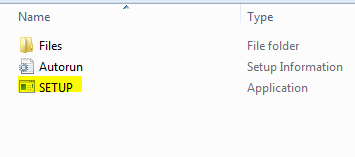 Name Type
Files File folder
Autorun Setup Information
SETUP Application